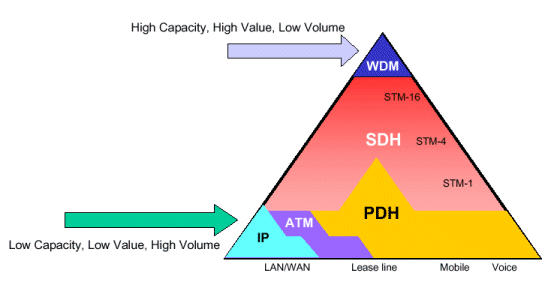 High Capacity, High Value, Low Volume
WDM
STM-16
SDH
STM-4
STM-1
PDH
ATM
IP
Low Capacity, Low Value, High Volume
LAN/WAN
Lease line
Mobile
Voice